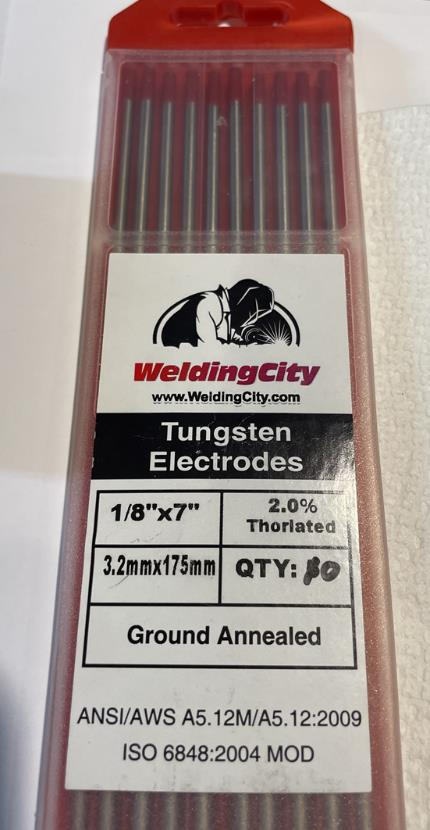 WeldingCity
www.WeldingCity.com
Tungsten
Electrodes
1/8"x7"
2.0%
Thoriated
3.2mmx175mm
QTY: 10
Ground Annealed
ANSI/AWS A5.12M/A5.12:2009
ISO 6848:2004 MOD